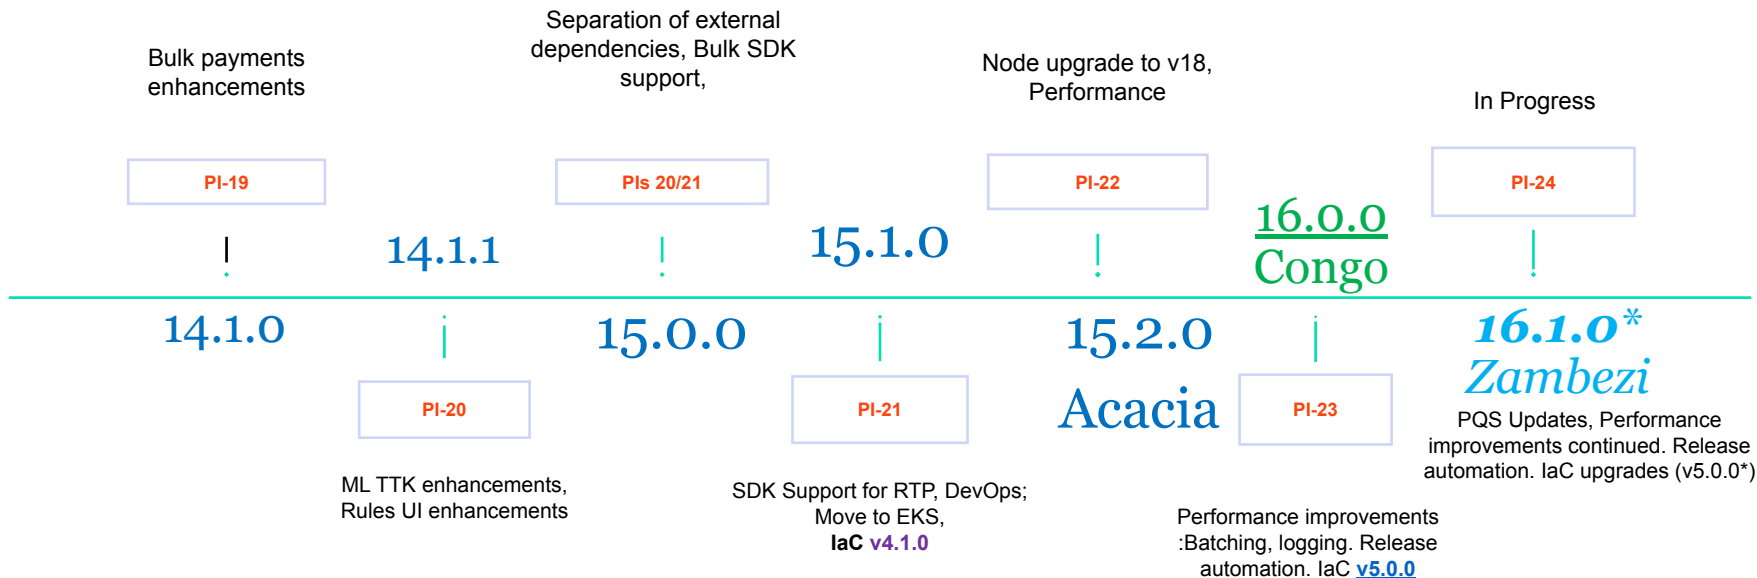 Bulk payments
enhancements
PI-19
14.1.0
14.1.1
PI-20
ML TTK enhancements,
Rules UI enhancements
Separation of external
dependencies, Bulk SDK
support,
PIs 20/21
15.0.0
15.1.0
PI-21
SDK Support for RTP, DevOps;
Move to EKS,
IaC v4.1.0
Node upgrade to v18,
Performance
PI-22
15.2.0
Acacia
16.0.0
Congo
PI-23
Performance improvements
:Batching, logging. Release
automation. IaC v5.0.0
In Progress
PI-24
16.1.0*
Zambezi
PQS Updates, Performance
improvements continued. Release
automation. IaC upgrades (v5.0.0*)